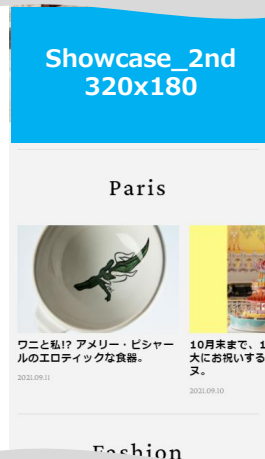 Showcase_2nd
320x180
Paris
ワニと私!? アメリー・ピシャー
ルのエロティックな食器。
2021.09.11
10月末まで、1
大にお祝いする
ヌ。
2021.09.10
Fashion